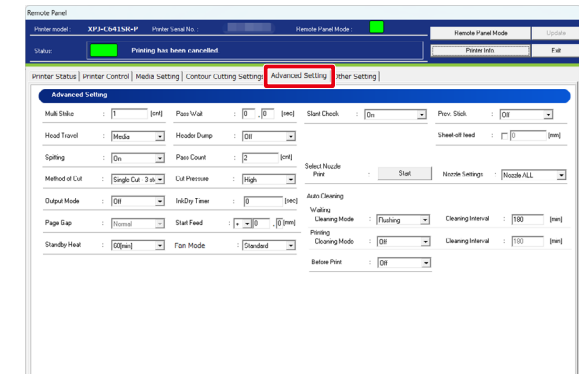 Remote Panel
Printer model : XPJ-C641SR-P Printer Serial No. : Remote Panel Mode : Remote Panel Mode Update
Status: Printing has been cancelled. Printer Info. Exit
Printer Status Printer Control Media Setting Contour Cutting Settings Advanced Setting Other Setting
Advanced Setting
Multi Strike : 1 [cnt] Pass Wait : 0 . 0 [sec] Slant Check : On Prev. Stick : Off
Head Travel : Media Header Dump : Off Sheet-off feed : 0 [mm]
Spitting : On Pass Count : 2 [cnt] Select Nozzle Print : Start Nozzle Settings : Nozzle ALL
Method of Cut : Single Cut 3 sh Cut Pressure : High
Output Mode : Off InkDry Timer : 0 [sec] Auto Cleaning
Page Gap : Normal Start Feed : + 0 . 0 [mm] Waiting Cleaning Mode : Flushing Cleaning Interval : 180 [mm]
Standby Heat : 60[min] Fan Mode : Standard Printing Cleaning Mode : Off Cleaning Interval : 180 [mm]
Before Print : Off